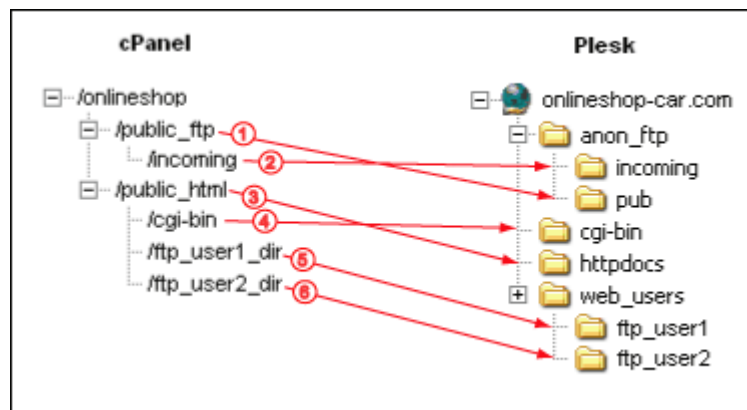 cPanel
Plesk
/onlineshop
/public_ftp 1
/incoming 2
/public_html 3
/cgi-bin 4
/ftp_user1_dir 5
/ftp_user2_dir 6
onlineshop-car.com
anon_ftp
incoming
pub
cgi-bin
httpdocs
web_users
ftp_user1
ftp_user2